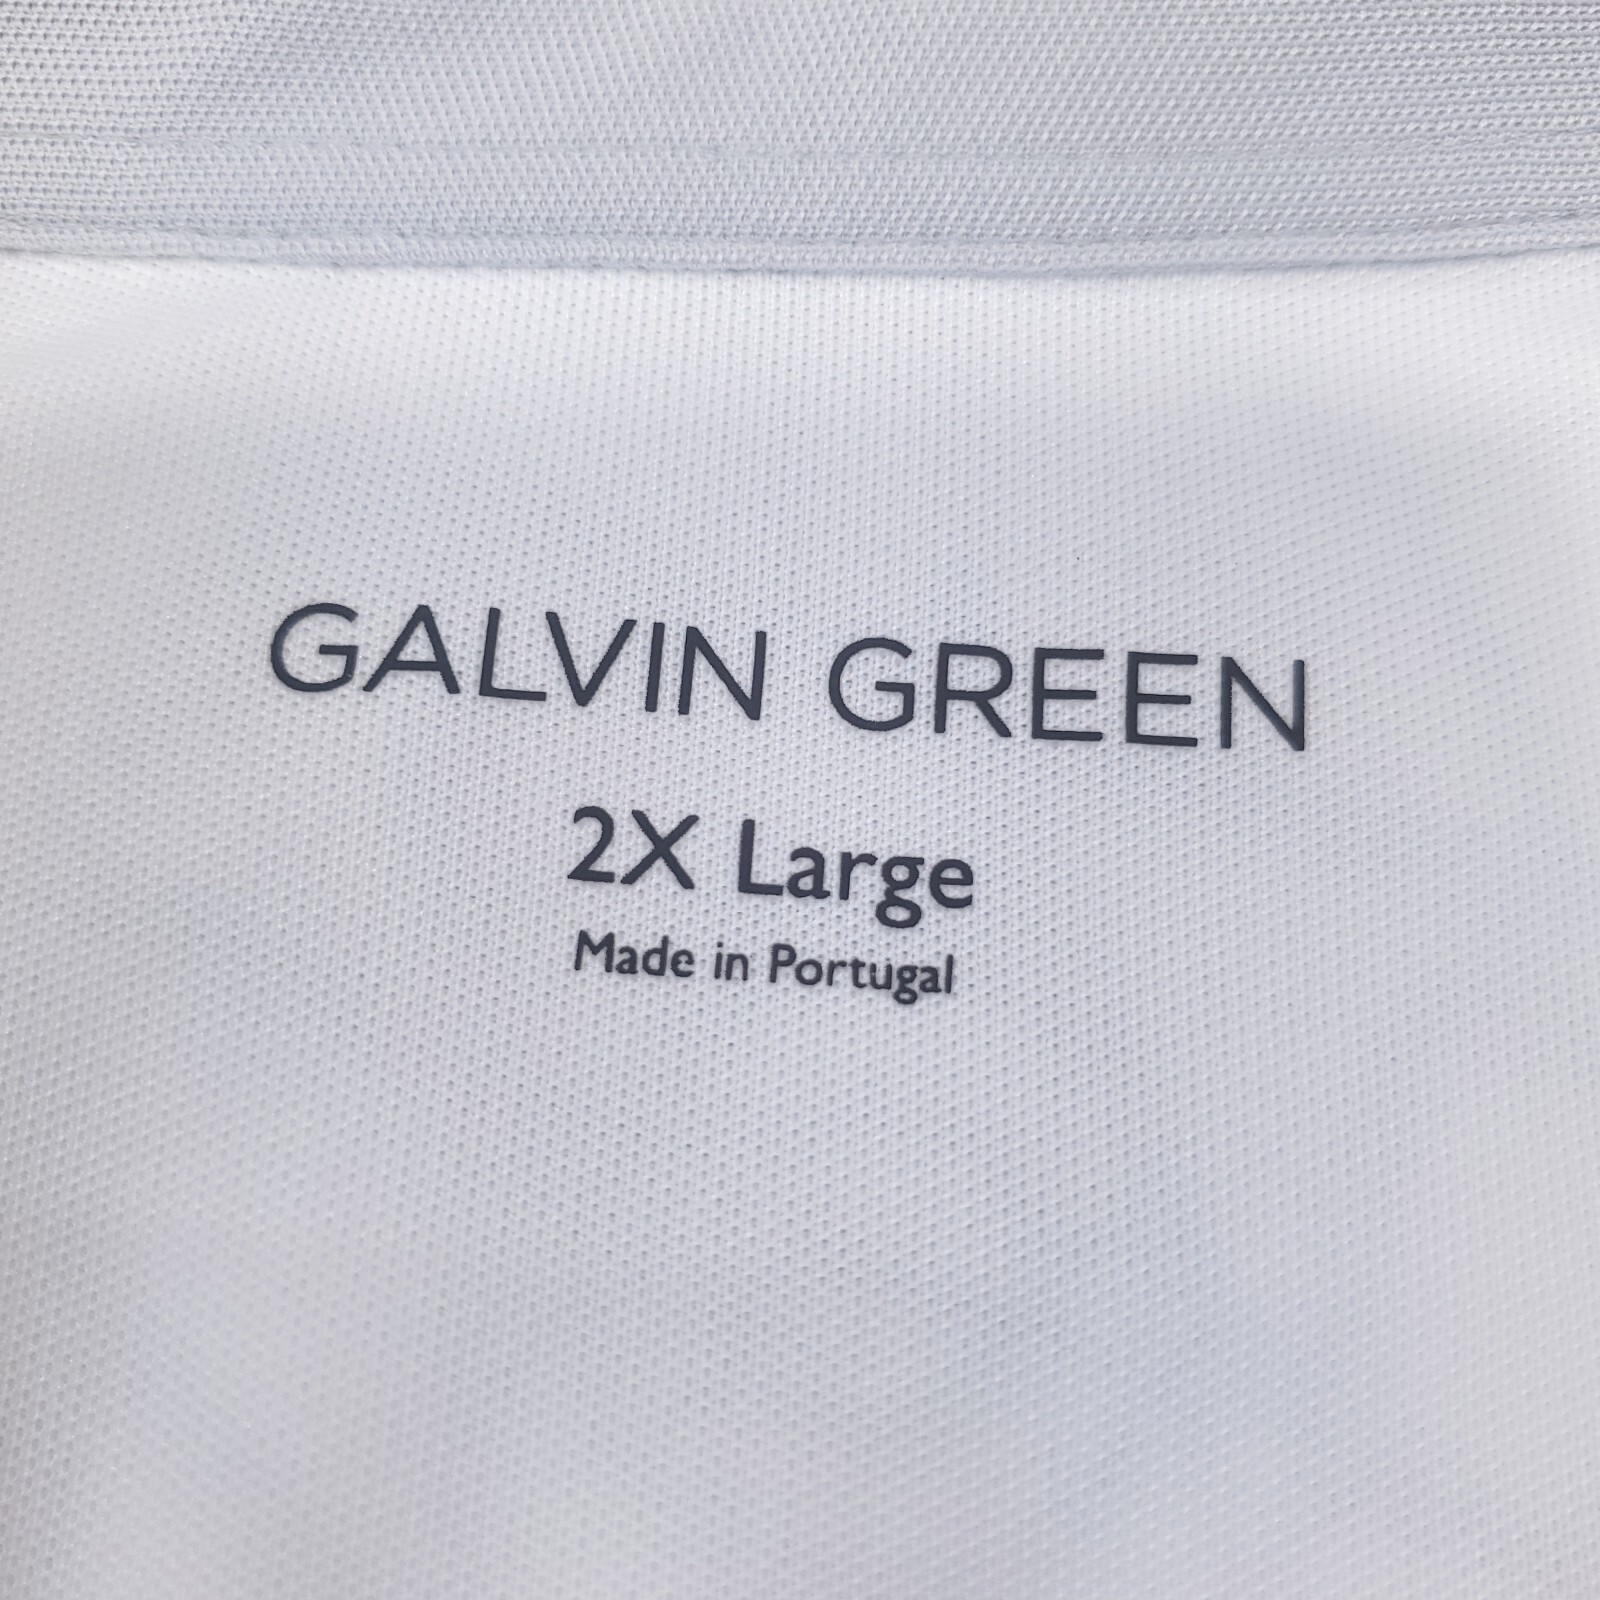 GALVIN GREEN
2X Large
Made in Portugal